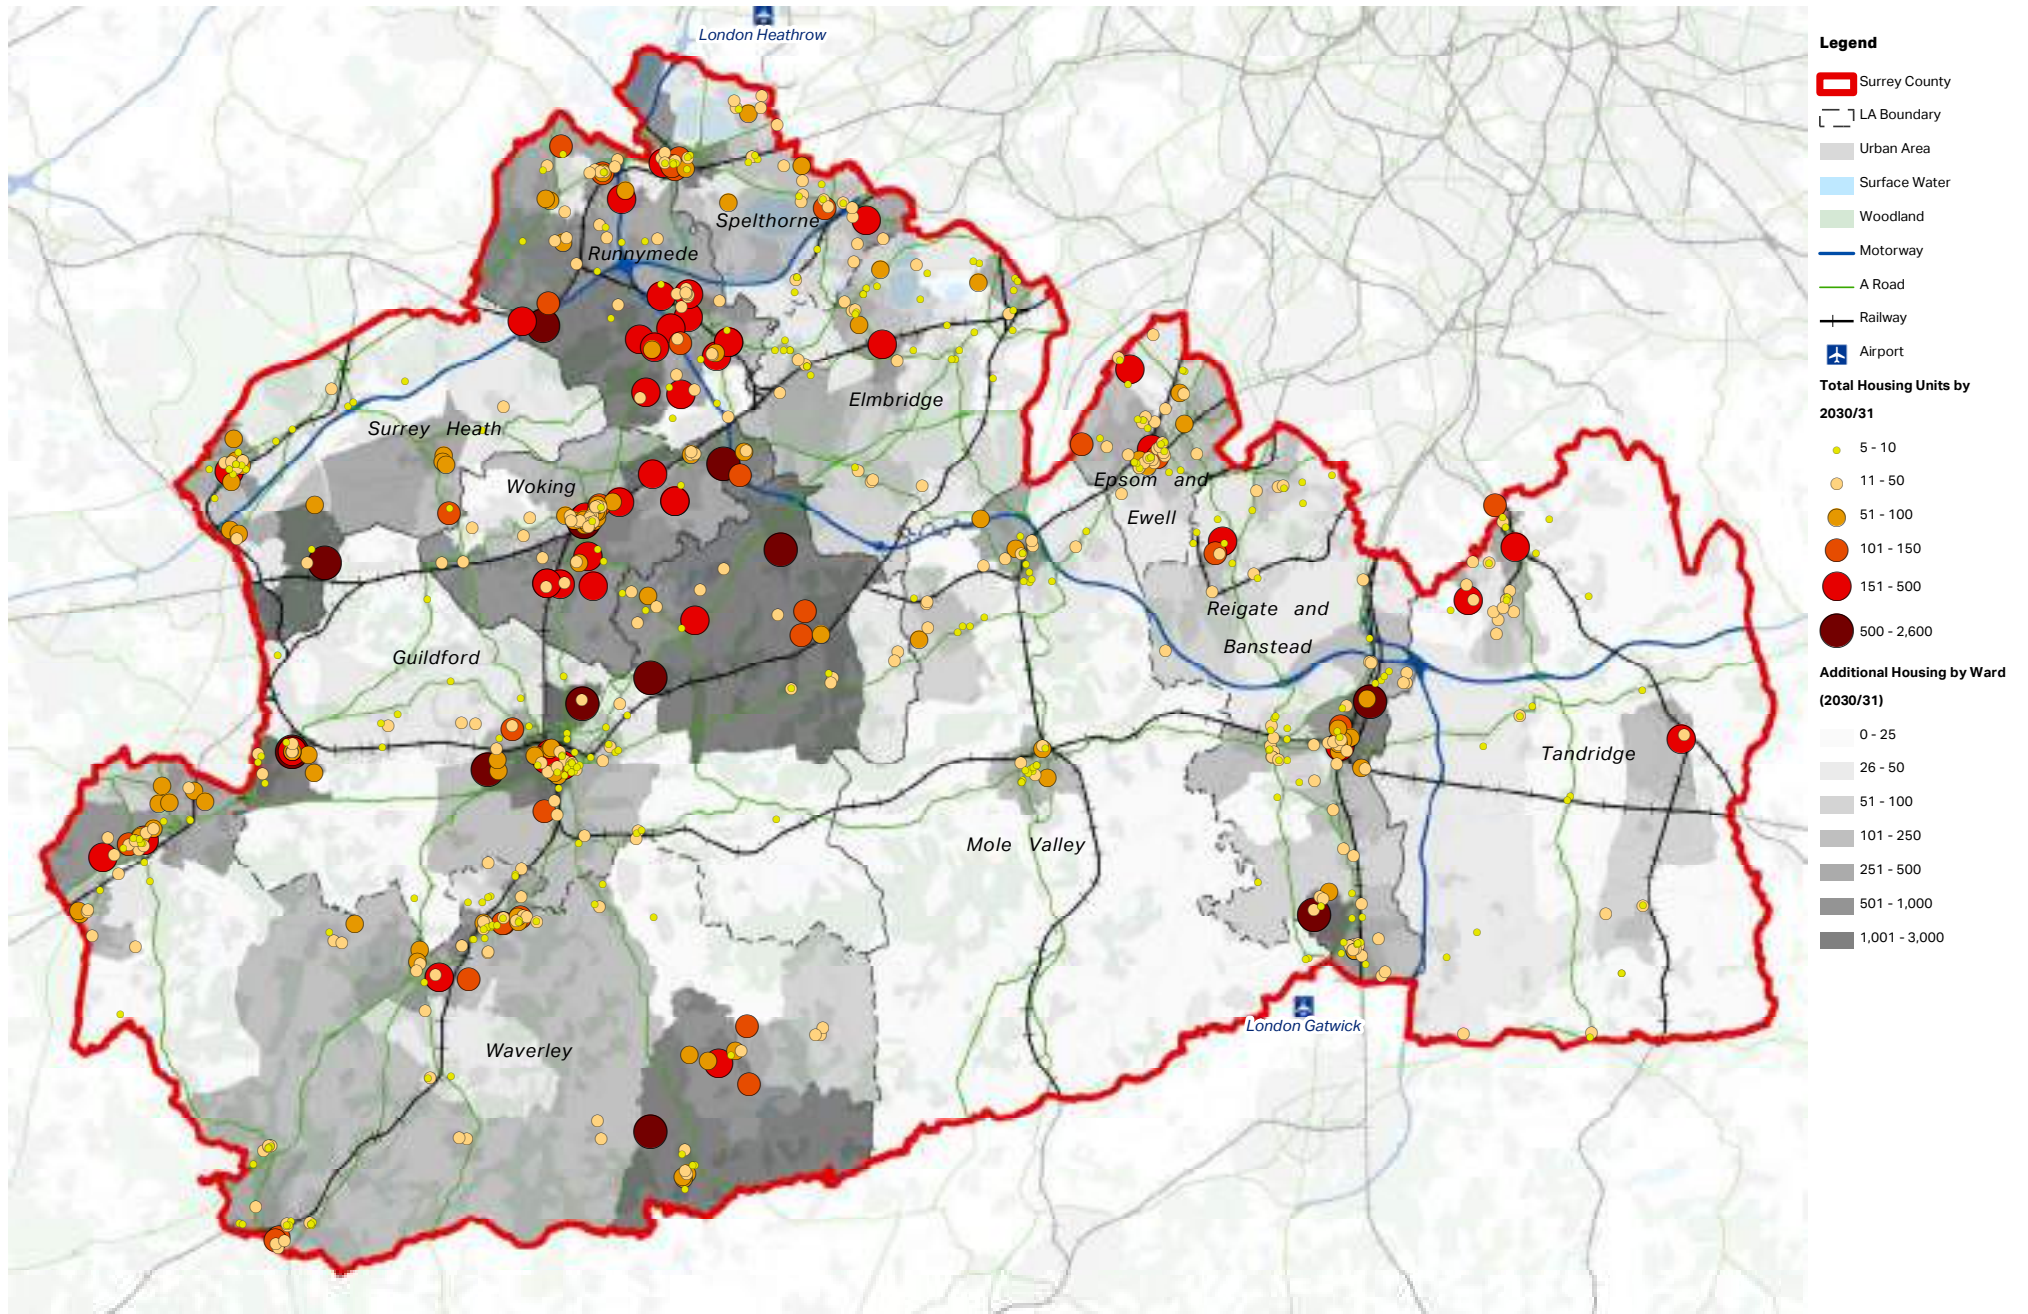 London Heathrow
Spelthorne
Runnymede
Elmbridge
Surrey Heath
Woking
Epsom and
Ewell
Reigate and
Banstead
Guildford
Tandridge
Mole Valley
London Gatwick
Waverley
Legend
Surrey County
LA Boundary
Urban Area
Surface Water
Woodland
Motorway
A Road
Railway
Airport
Total Housing Units by
2030/31
5 - 10
11 - 50
51 - 100
101 - 150
151 - 500
500 - 2,600
Additional Housing by Ward
(2030/31)
0 - 25
26 - 50
51 - 100
101 - 250
251 - 500
501 - 1,000
1,001 - 3,000